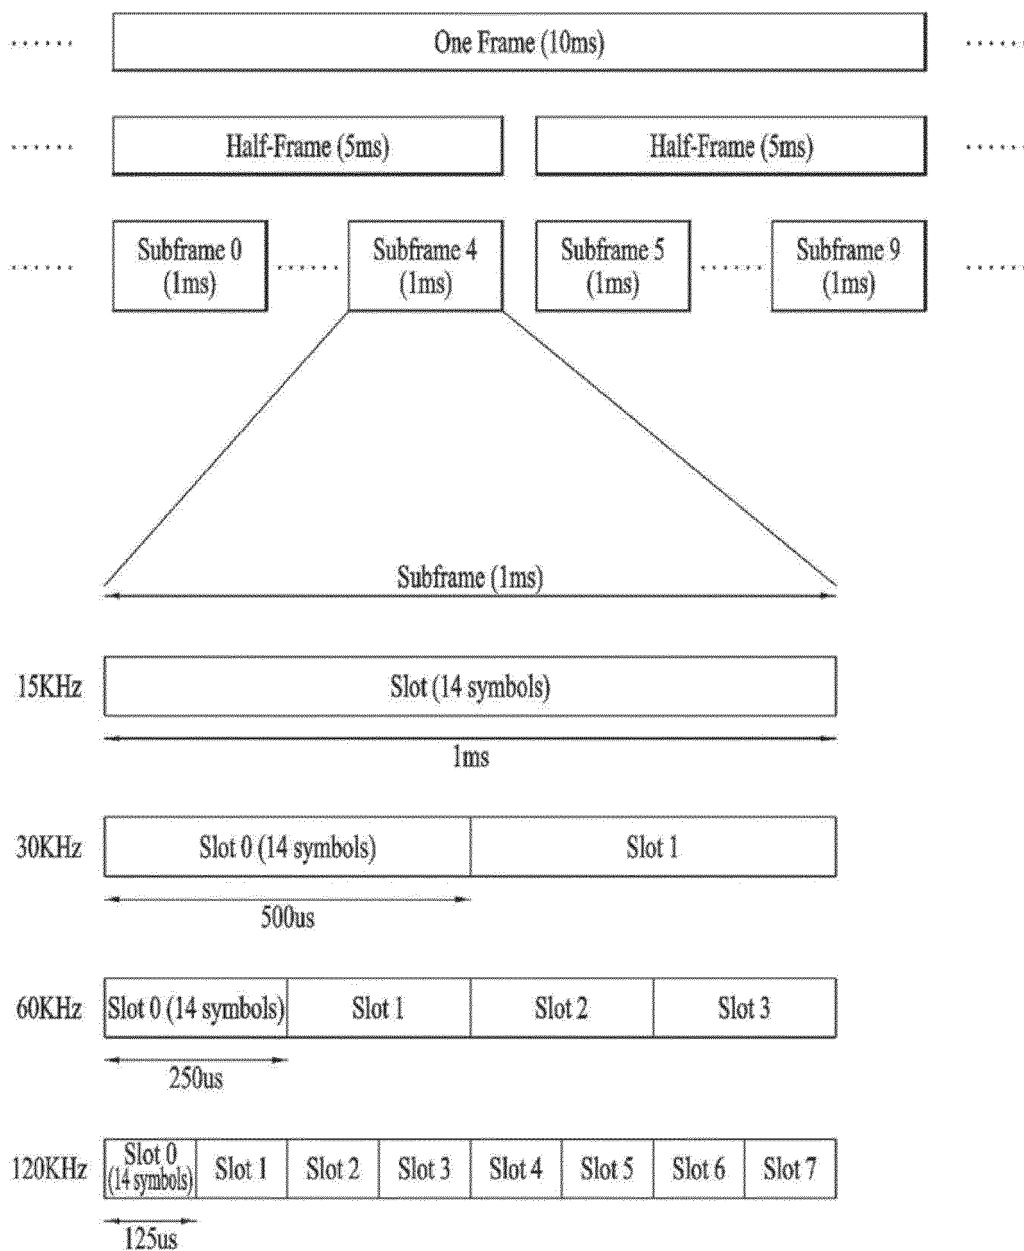 One Frame (10ms)
Half-Frame (5ms)
Half-Frame (5ms)
Subframe 0
(1ms)
Subframe 4
(1ms)
Subframe 5
(1ms)
Subframe 9
(1ms)
Subframe (1ms)
15KHz
Slot (14 symbols)
1ms
30KHz
Slot 0 (14 symbols)
Slot 1
500us
60KHz
Slot 0 (14 symbols)
Slot 1
Slot 2
Slot 3
250us
120KHz
Slot 0
(14 symbols)
Slot 1
Slot 2
Slot 3
Slot 4
Slot 5
Slot 6
Slot 7
125us